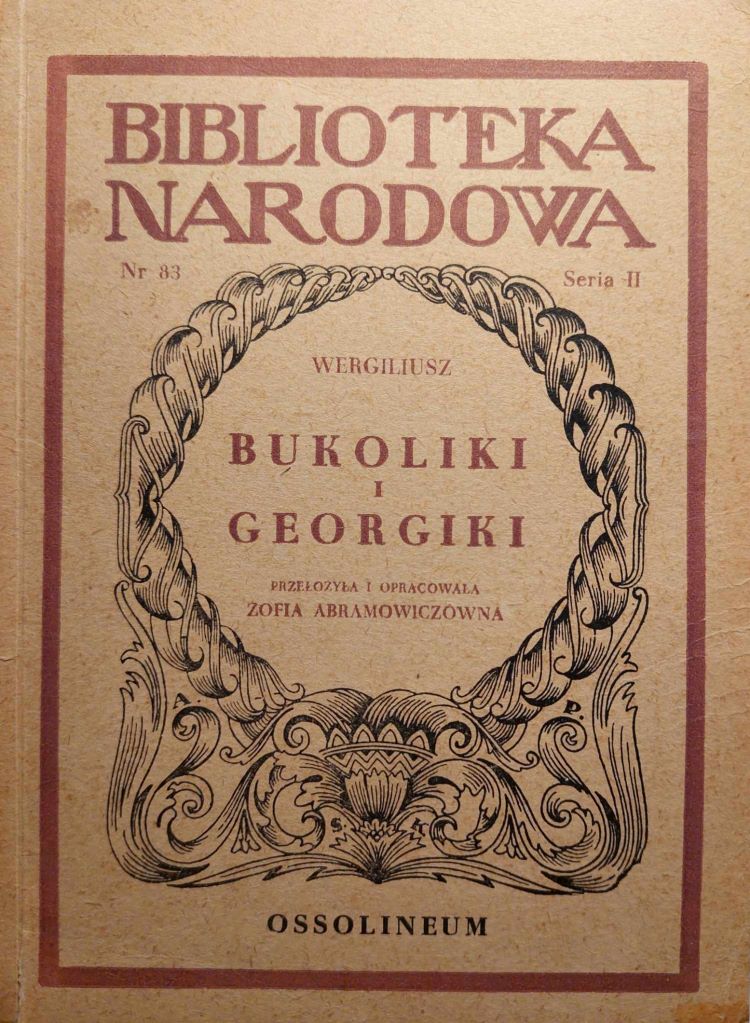 BIBLIOTEKA
NARODOWA
Nr 83
Seria II
WERGILIUSZ
BUKOLIKI
I
GEORGIKI
PRZEŁOŻYŁA I OPRACOWAŁA
ZOFIA ABRAMOWICZÓWNA
A. P.
S. T
OSSOLINEUM